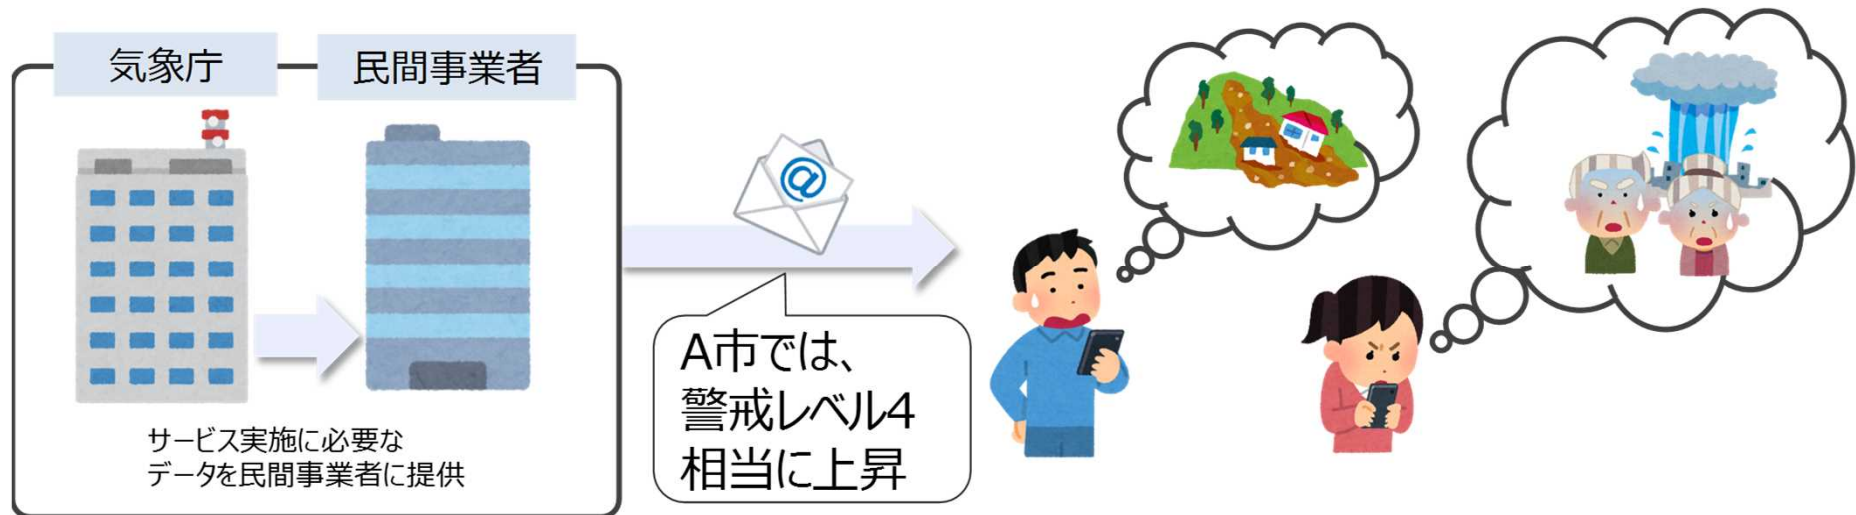 気象庁
民間事業者
サービス実施に必要な
データを民間事業者に提供
@
A市では、
警戒レベル4
相当に上昇